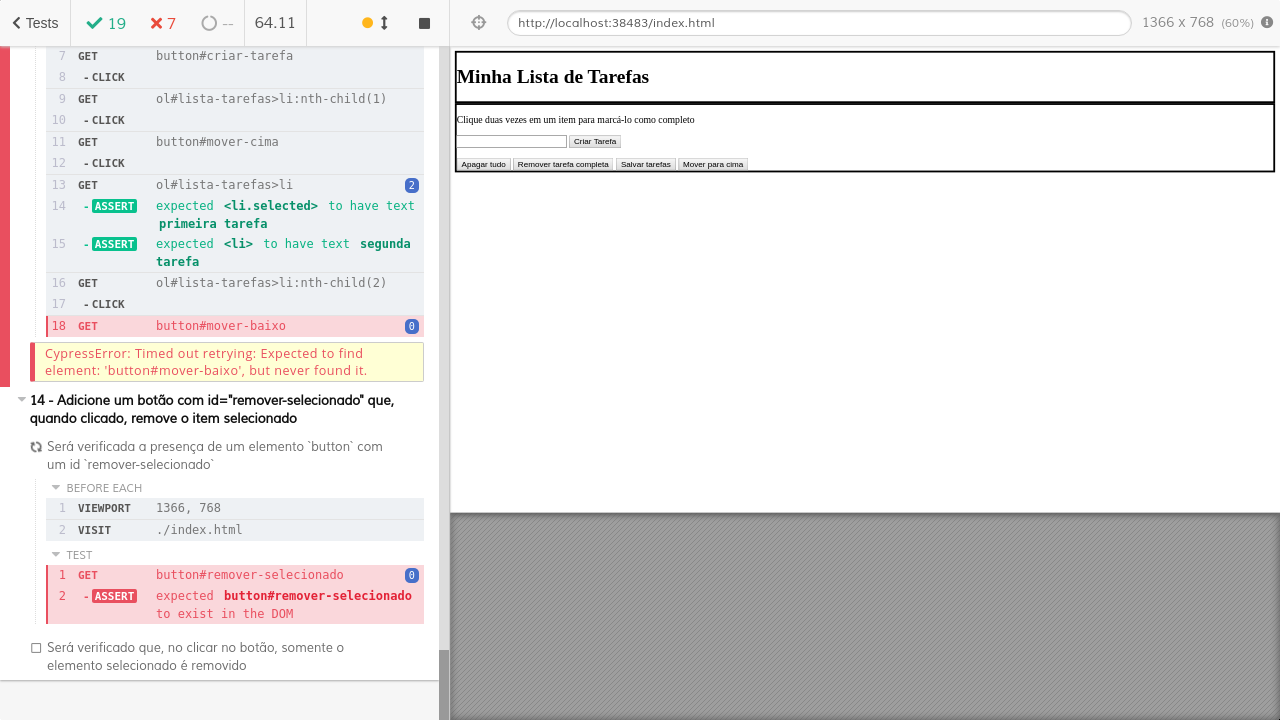 Tests 19 7 -- 64.11
7 GET button#criar-tarefa
8 -CLICK
9 GET ol#lista-tarefas>li:nth-child(1)
10 -CLICK
11 GET button#mover-cima
12 -CLICK
13 GET ol#lista-tarefas>li 2
14 -ASSERT expected <li.selected> to have text
primeira tarefa
15 -ASSERT expected <li> to have text segunda
tarefa
16 GET ol#lista-tarefas>li:nth-child(2)
17 -CLICK
18 GET button#mover-baixo 0
CypressError: Timed out retrying: Expected to find
element: 'button#mover-baixo', but never found it.
14 - Adicione um botão com id="remover-selecionado" que,
quando clicado, remove o item selecionado
Será verificada a presença de um elemento `button` com
um id `remover-selecionado`
BEFORE EACH
1 VIEWPORT 1366, 768
2 VISIT ./index.html
TEST
1 GET button#remover-selecionado 0
2 -ASSERT expected button#remover-selecionado
to exist in the DOM
Será verificado que, no clicar no botão, somente o
elemento selecionado é removido
http://localhost:38483/index.html 1366 x 768 (60%)
Minha Lista de Tarefas
Clique duas vezes em um item para marcá-lo como completo
Criar Tarefa
Apagar tudo Remover tarefa completa Salvar tarefas Mover para cima